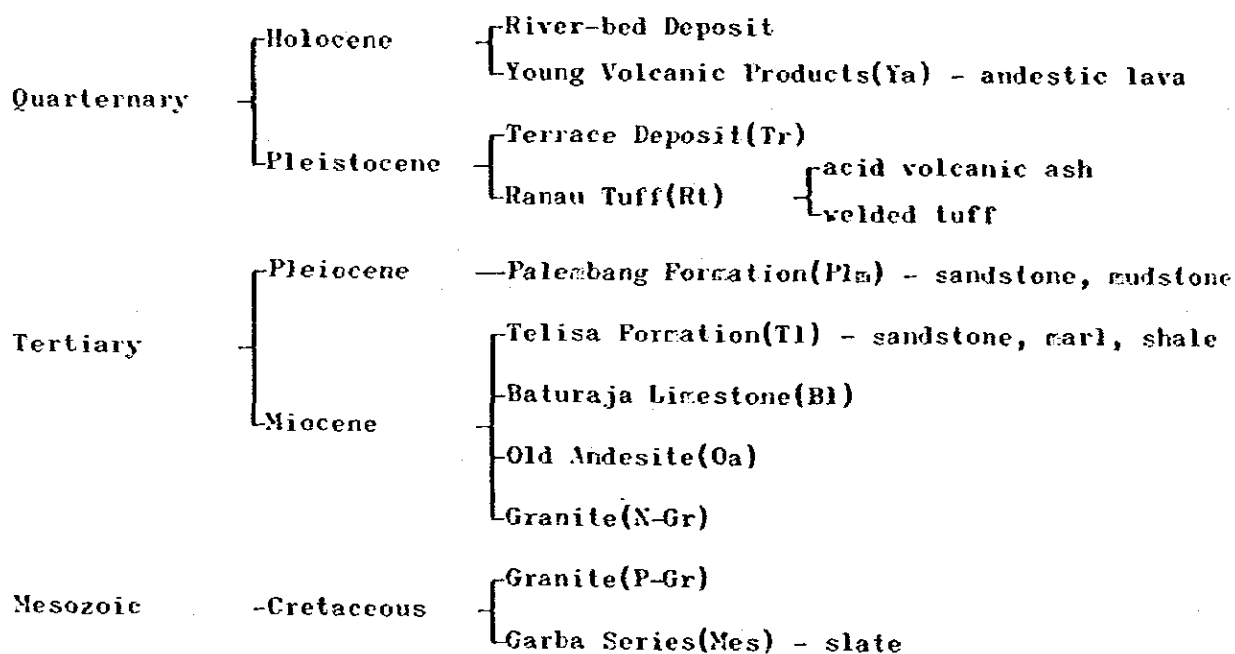 Holocene
River-bed Deposit
Young Volcanic Products(Ya) - andestic lava
Quarternary
Pleistocene
Terrace Deposit(Tr)
Ranau Tuff(Rt)
acid volcanic ash
welded tuff
Pleiocene
Palembang Formation(Plm) - sandstone, mudstone
Tertiary
Miocene
Telisa Formation(Tl) - sandstone, marl, shale
Baturaja Limestone(Bl)
Old Andesite(Oa)
Granite(N-Gr)
Mesozoic
Cretaceous
Granite(P-Gr)
Garba Series(Mes) - slate